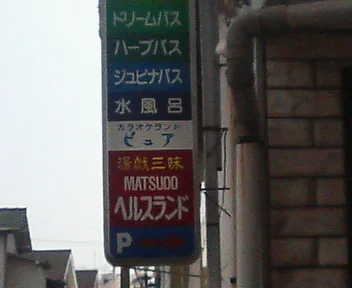 ドリームバス
ハーブバス
ジュビナバス
水風呂
カラオケランド
ピュア
湯戯三昧
MATSUDO
ヘルスランド
P